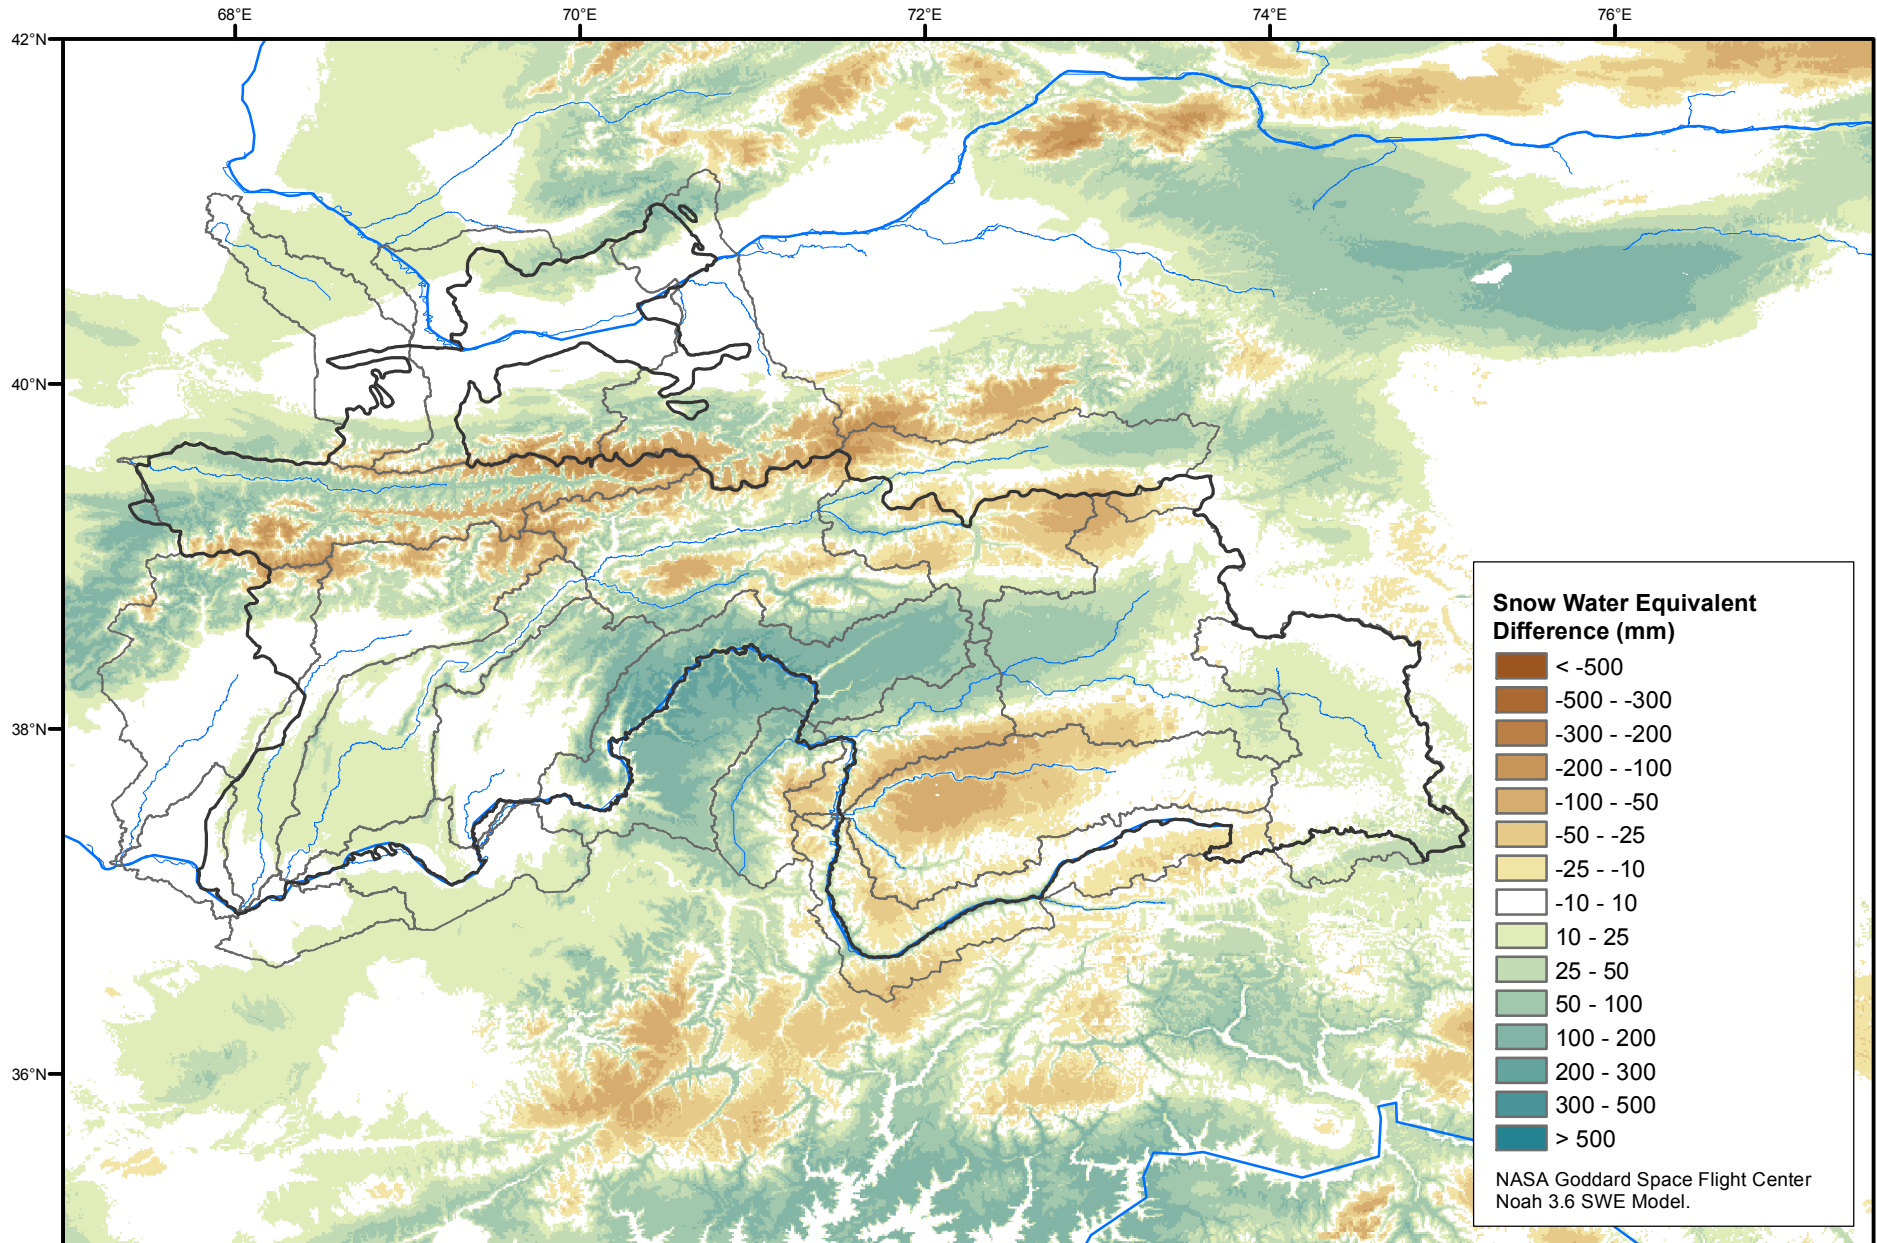 68°E
70°E
72°E
74°E
76°E
42°N
40°N
38°N
36°N
Snow Water Equivalent
Difference (mm)
< -500
-500 - -300
-300 - -200
-200 - -100
-100 - -50
-50 - -25
-25 - -10
-10 - 10
10 - 25
25 - 50
50 - 100
100 - 200
200 - 300
300 - 500
> 500
NASA Goddard Space Flight Center
Noah 3.6 SWE Model.